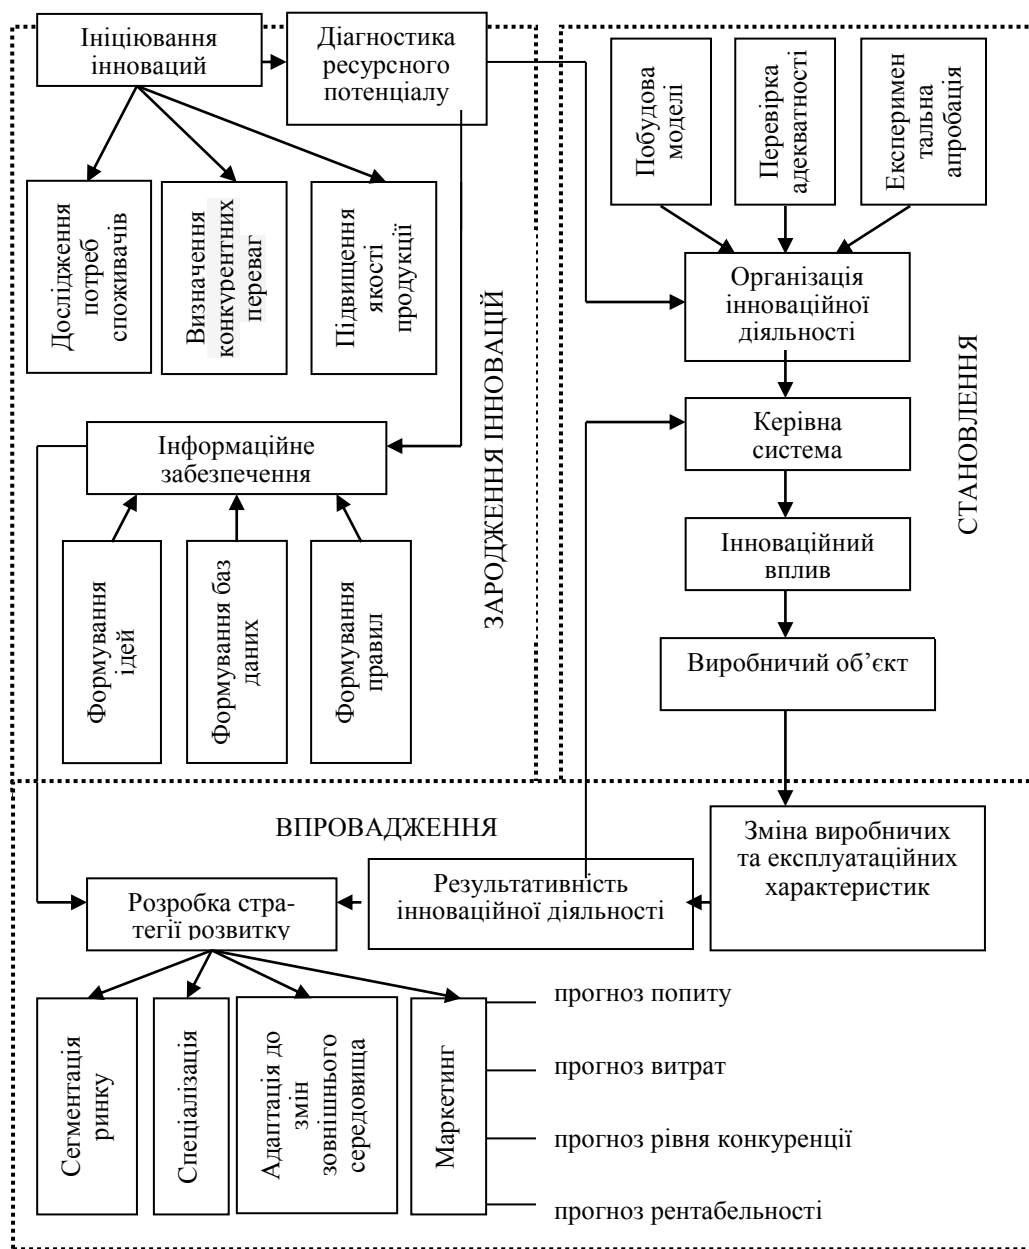 Ініціювання
інноваций
Діагностика
ресурсного
потенціалу
Дослідження
потреб
споживачів
Визначення
конкурентних
переваг
Підвищення
якості
продукції
Інформаційне
забезпечення
Формування
ідей
Формування баз
даних
Формування
правил
ЗАРОДЖЕННЯ ІННОВАЦІЙ
Побудова
моделі
Перевірка
адекватності
Експеримен
тальна
апробація
Організація
інноваційної
діяльності
Керівна
система
Інноваційний
вплив
Виробничий об’єкт
СТАНОВЛЕННЯ
ВПРОВАДЖЕННЯ
Зміна виробничих
та експлуатаційних
характеристик
Результативність
інноваційної діяльності
Розробка стра-
тегії розвитку
Сегментація
ринку
Спеціалізація
Адаптація до
змін
зовнішнього
середовища
Маркетинг
прогноз попиту
прогноз витрат
прогноз рівня конкуренції
прогноз рентабельності